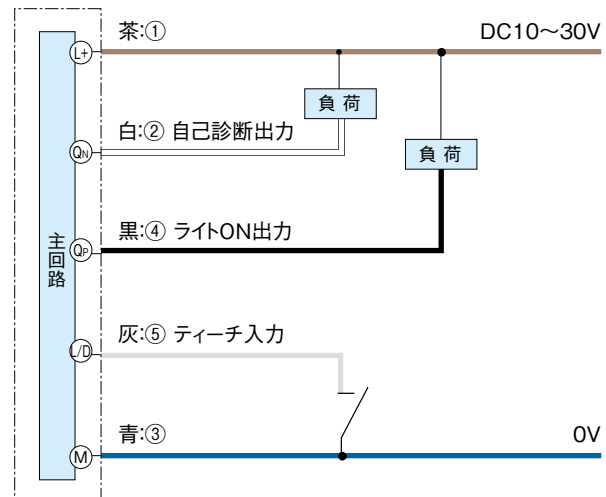 茶:① DC10～30V
L+
負 荷
白:② 自己診断出力
QN
負 荷
黒:④ ライトON出力
QP
主回路
灰:⑤ ティーチ入力
L/D
青:③ 0V
M